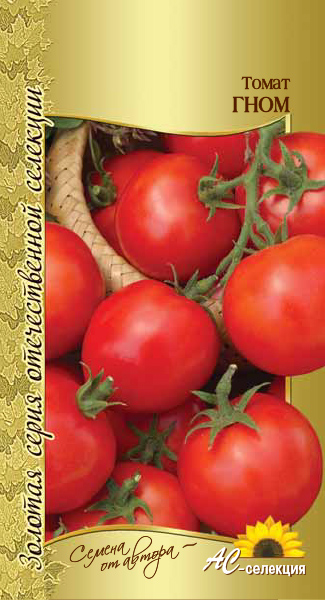 Томат
ГНОМ
Золотая серия отечественной селекции
Семена
от автора~
АС-селекция